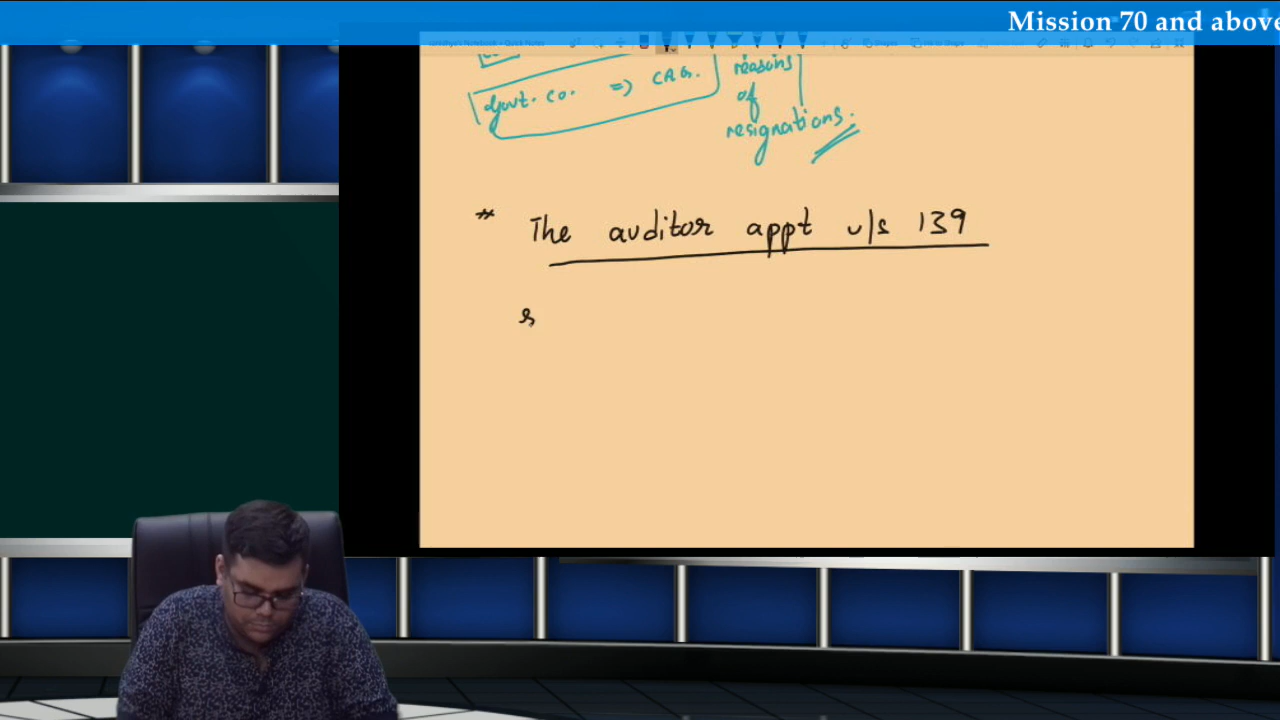 Mission 70 and above
Govt. Co. => CAG.
reasons
of
resignations.
* The auditor appt u/s 139
s